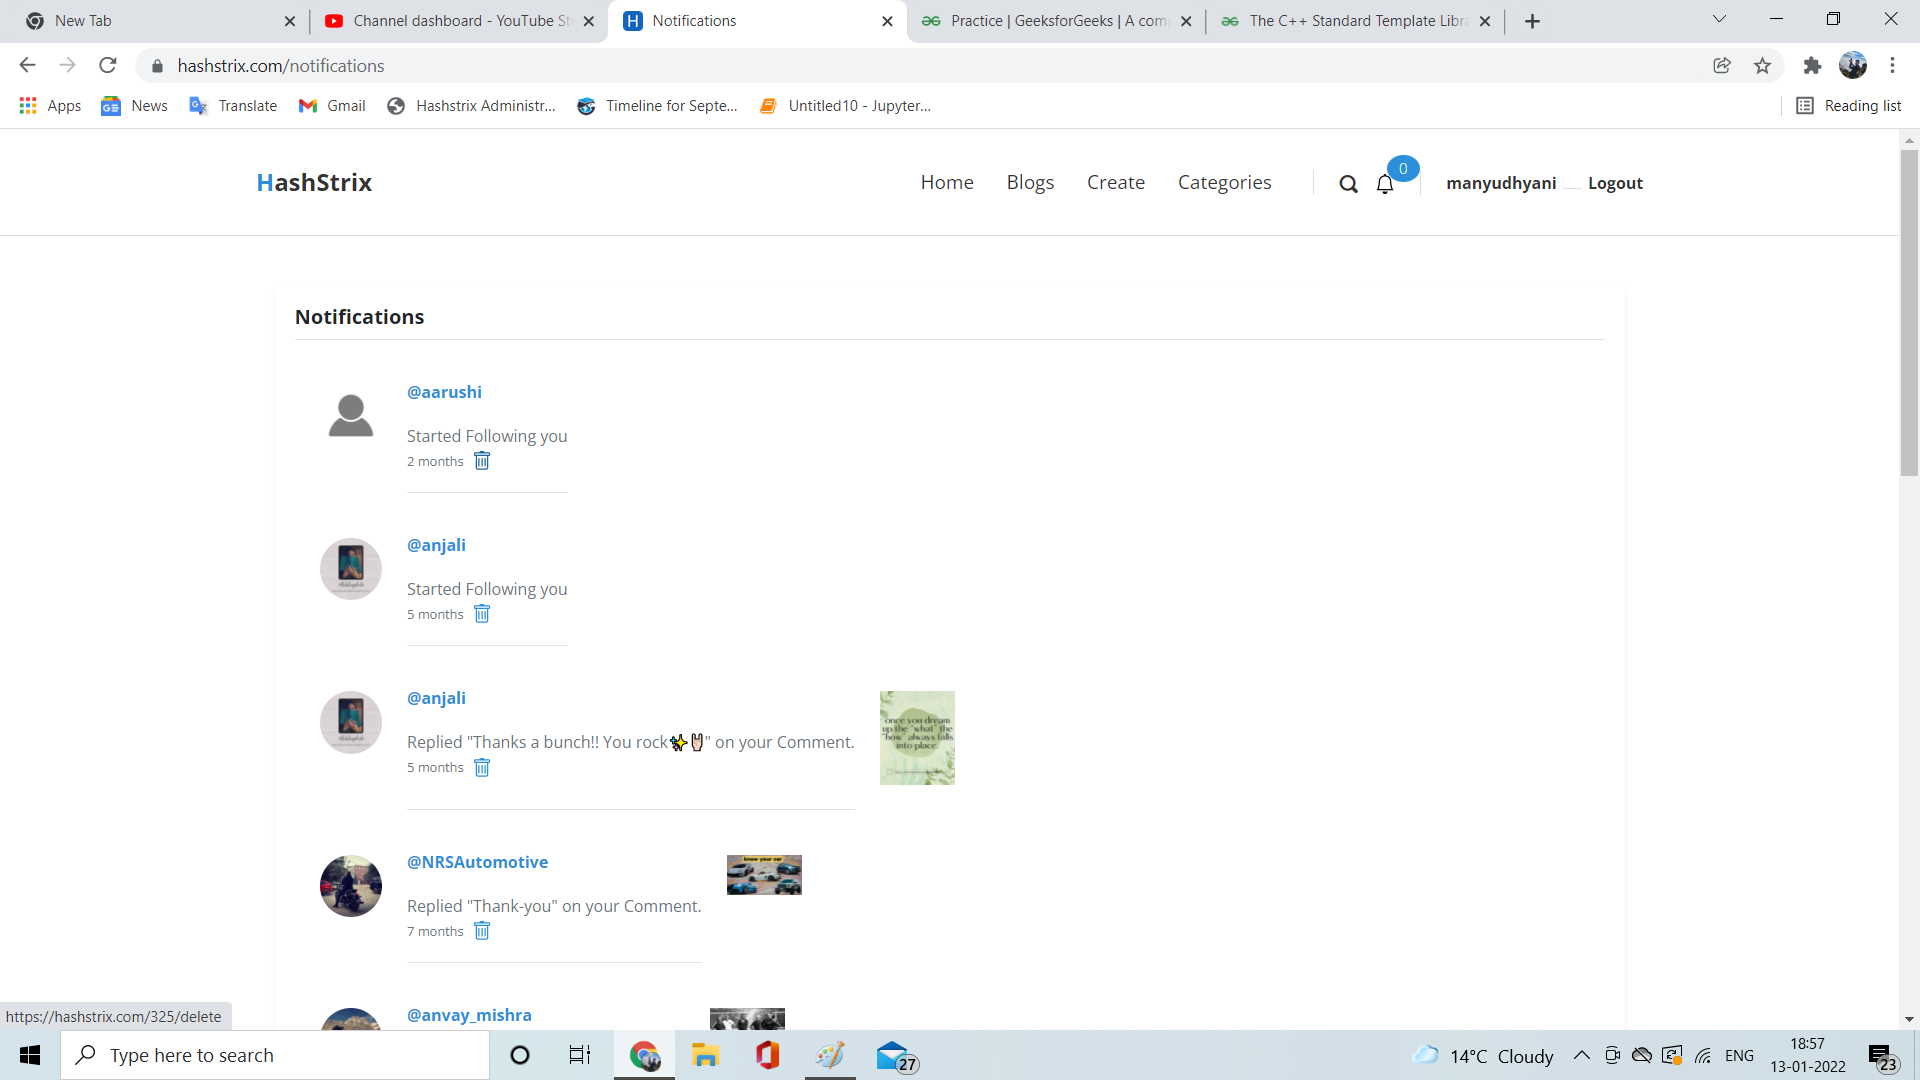 New Tab
Channel dashboard - YouTube St
Notifications
Practice | GeeksforGeeks | A com
The C++ Standard Template Libra
hashstrix.com/notifications
Apps
News
Translate
Gmail
Hashstrix Administr...
Timeline for Septe...
Untitled10 - Jupyter...
Reading list
HashStrix
Home
Blogs
Create
Categories
0
manyudhyani
Logout
Notifications
@aarushi
Started Following you
2 months
@anjali
Started Following you
5 months
@anjali
Replied "Thanks a bunch!! You rock✨🤘🏻" on your Comment.
5 months
once you dream
up the "what" the
"how" always falls
into place.
@NRSAutomotive
know your car
Replied "Thank-you" on your Comment.
7 months
@anvay_mishra
https://hashstrix.com/325/delete
Type here to search
27
14°C Cloudy
ENG
18:57
13-01-2022
23